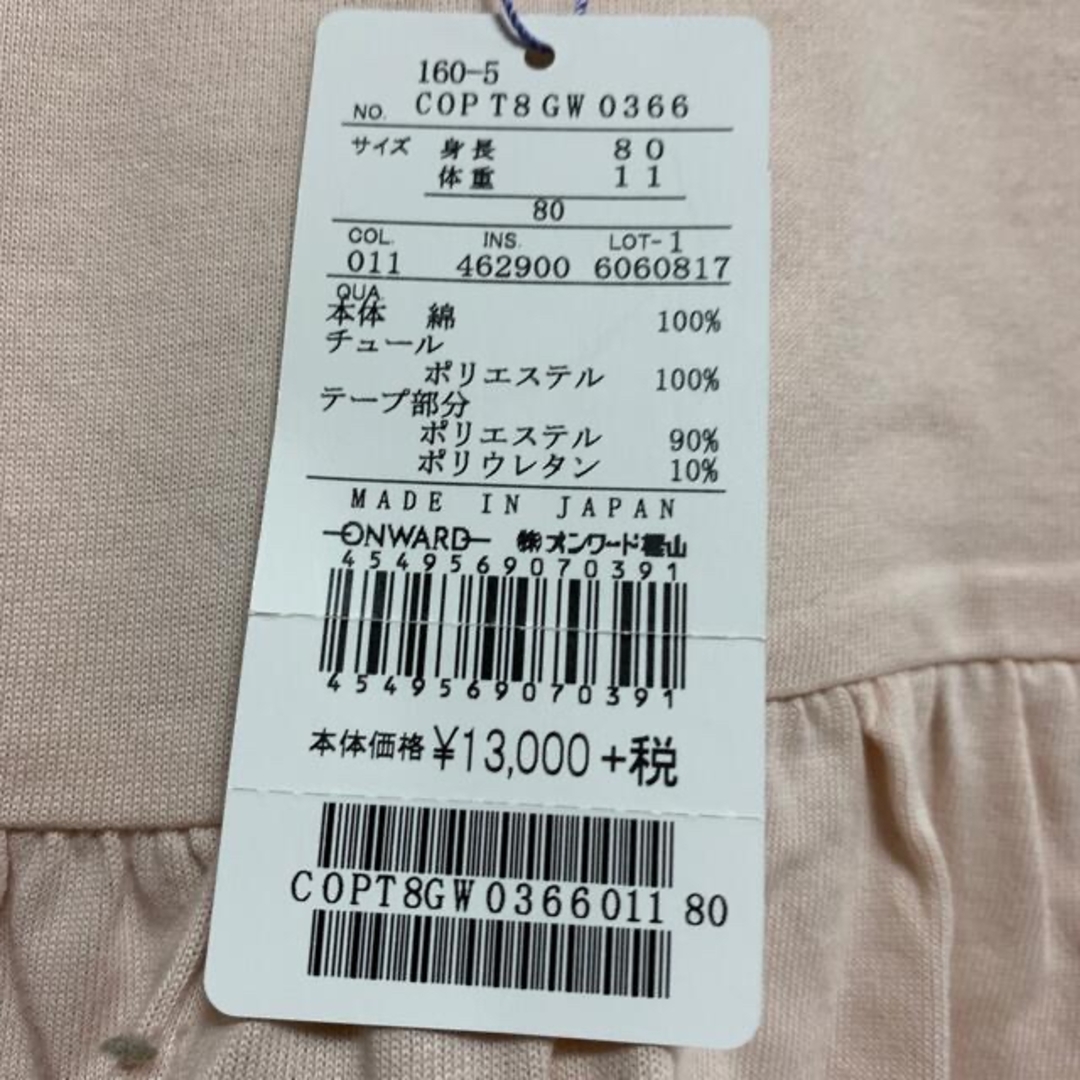 160-5
NO. COPT8GW0366
サイズ 身長 80
体重 11
80
COL. INS. LOT-1
011 462900 6060817
QUA.
本体 綿 100%
チュール
ポリエステル 100%
テープ部分
ポリエステル 90%
ポリウレタン 10%
MADE IN JAPAN
ONWARD ㈱オンワード樫山
4549569070391
4549569070391
本体価格 ¥13,000 +税
COPT8GW0366011 80